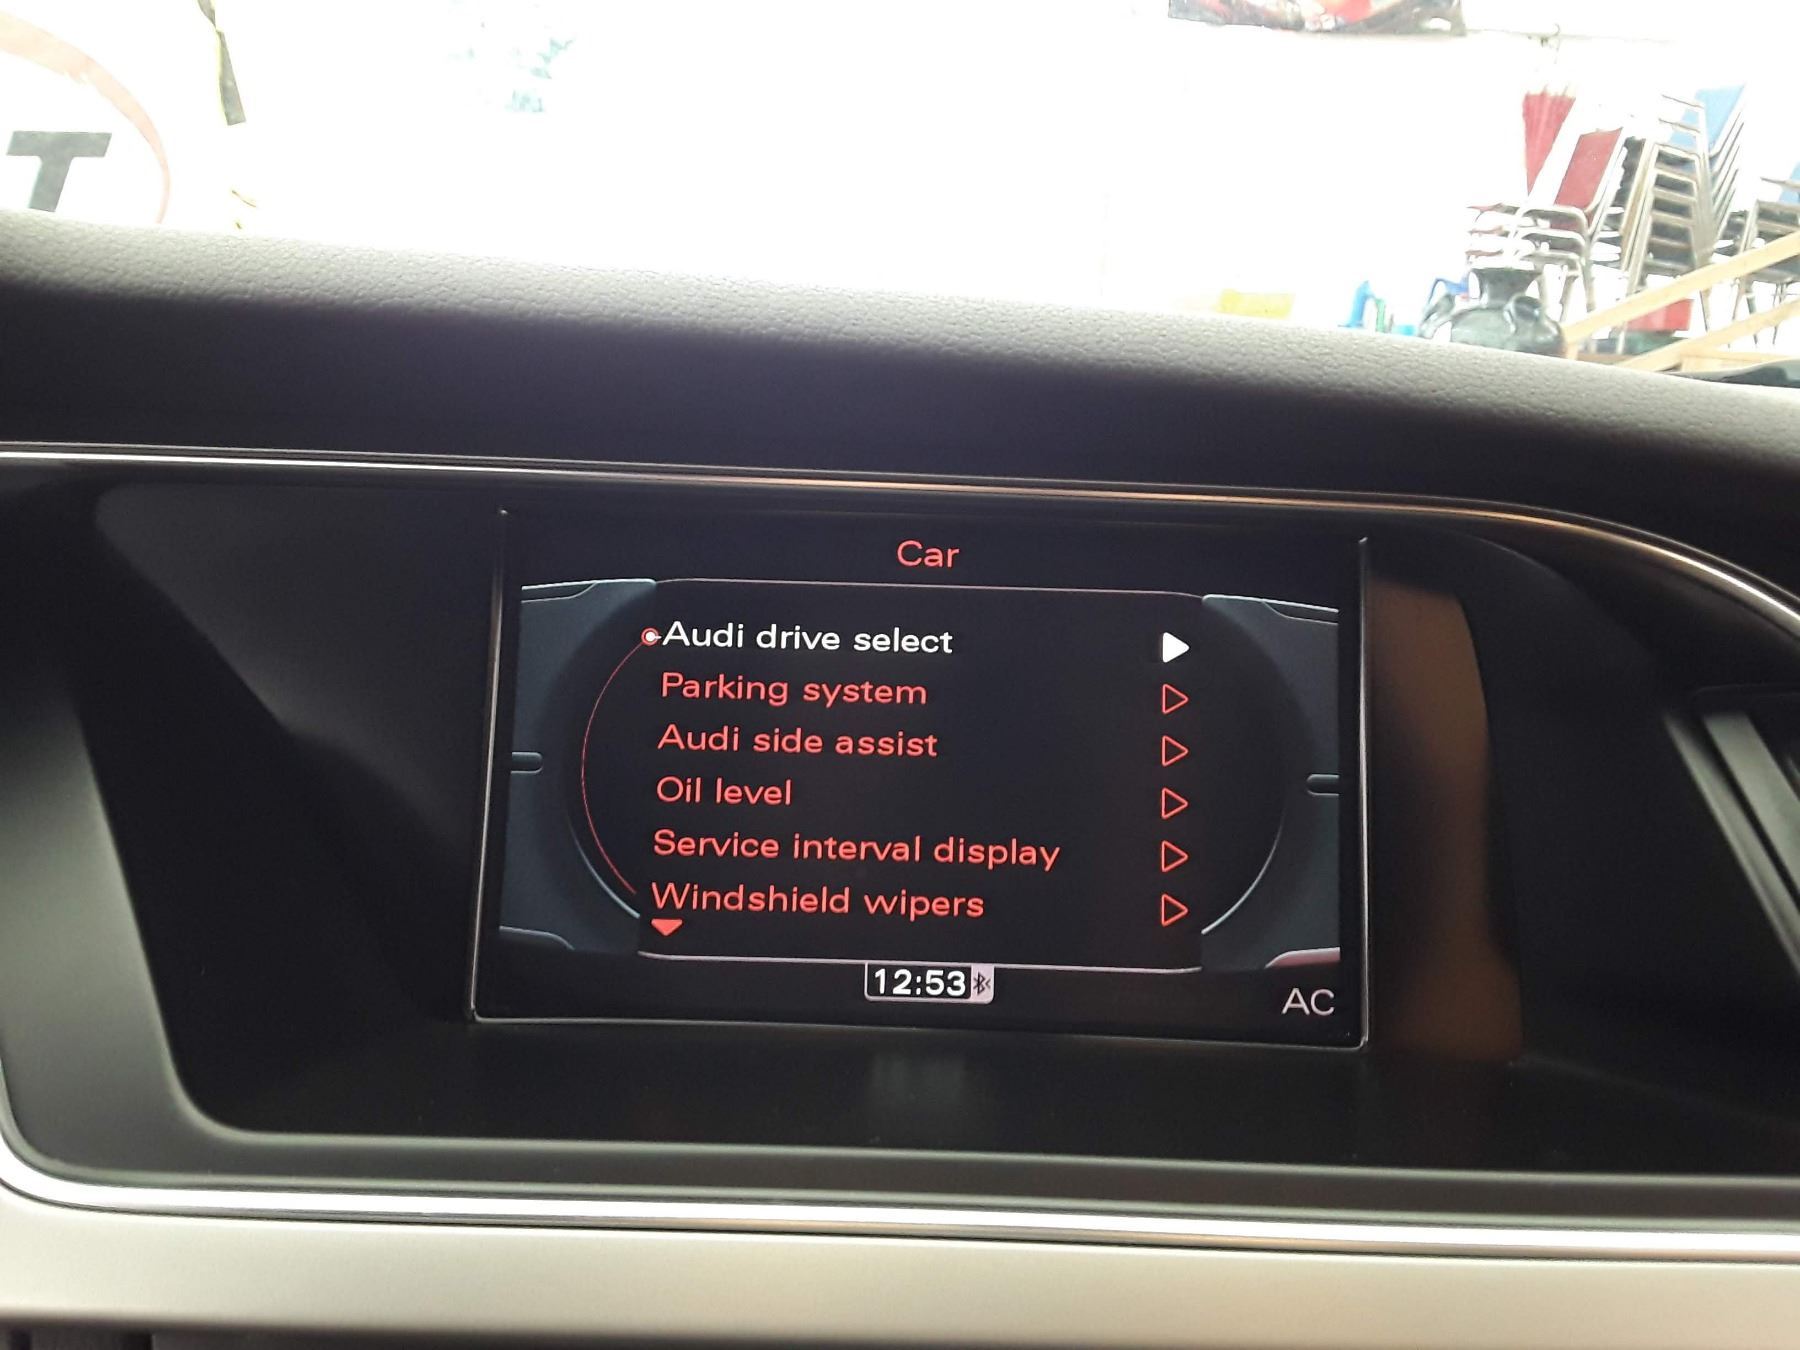 T
Car
Audi drive select
Parking system
Audi side assist
Oil level
Service interval display
Windshield wipers
12:53
AC